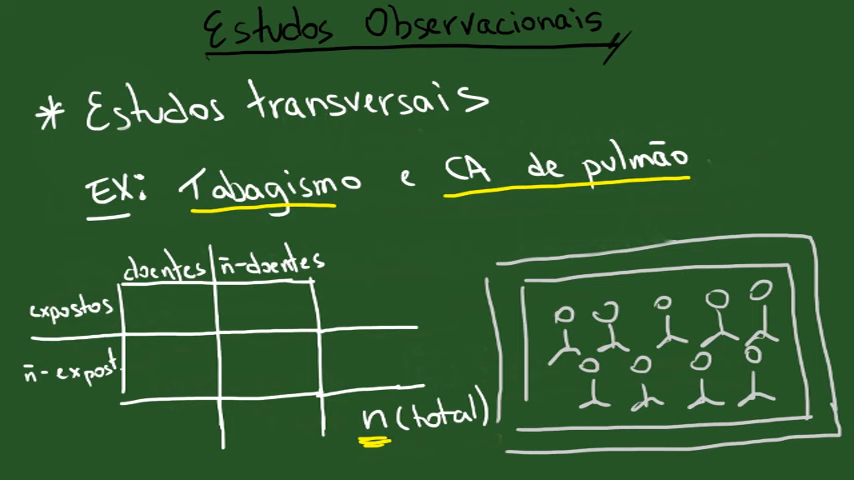 Estudos Observacionais
* Estudos transversais
EX: Tabagismo e CA de pulmão
doentes n̄-doentes
expostos
n̄-expost.
n (total)